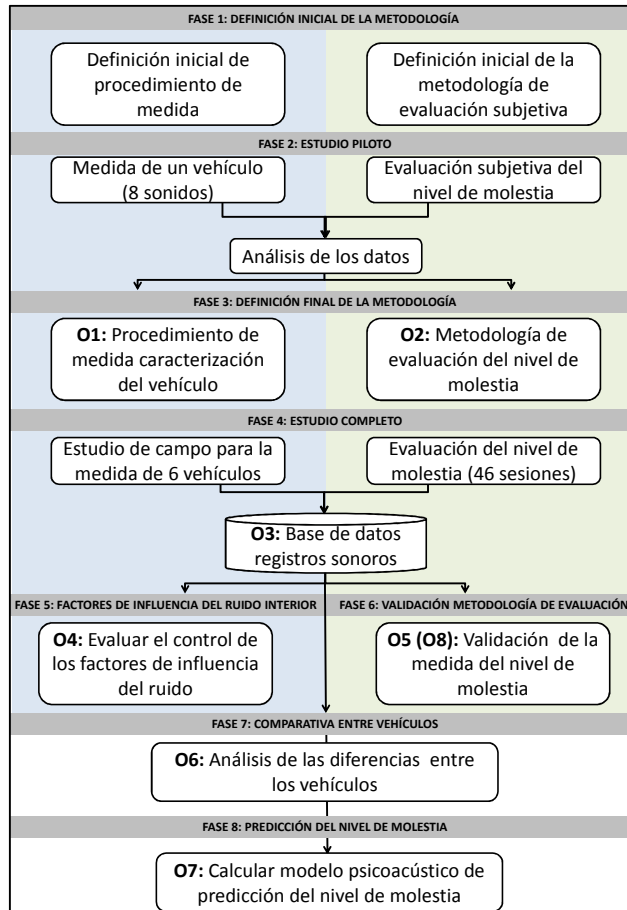 FASE 1: DEFINICIÓN INICIAL DE LA METODOLOGÍA
Definición inicial de
procedimiento de
medida
Definición inicial de la
metodología de
evaluación subjetiva
FASE 2: ESTUDIO PILOTO
Medida de un vehículo
(8 sonidos)
Evaluación subjetiva del
nivel de molestia
Análisis de los datos
FASE 3: DEFINICIÓN FINAL DE LA METODOLOGÍA
O1: Procedimiento de
medida caracterización
del vehículo
O2: Metodología de
evaluación del nivel de
molestia
FASE 4: ESTUDIO COMPLETO
Estudio de campo para la
medida de 6 vehículos
Evaluación del nivel de
molestia (46 sesiones)
O3: Base de datos
registros sonoros
FASE 5: FACTORES DE INFLUENCIA DEL RUIDO INTERIOR
FASE 6: VALIDACIÓN METODOLOGÍA DE EVALUACIÓN
O4: Evaluar el control de
los factores de influencia
del ruido
O5 (O8): Validación de la
medida del nivel de
molestia
FASE 7: COMPARATIVA ENTRE VEHÍCULOS
O6: Análisis de las diferencias entre
los vehículos
FASE 8: PREDICCIÓN DEL NIVEL DE MOLESTIA
O7: Calcular modelo psicoacústico de
predicción del nivel de molestia